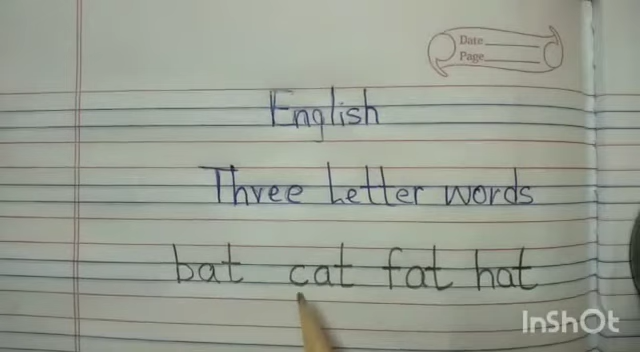 Date
Page
English
Three Letter words
bat cat fat hat
InShOt